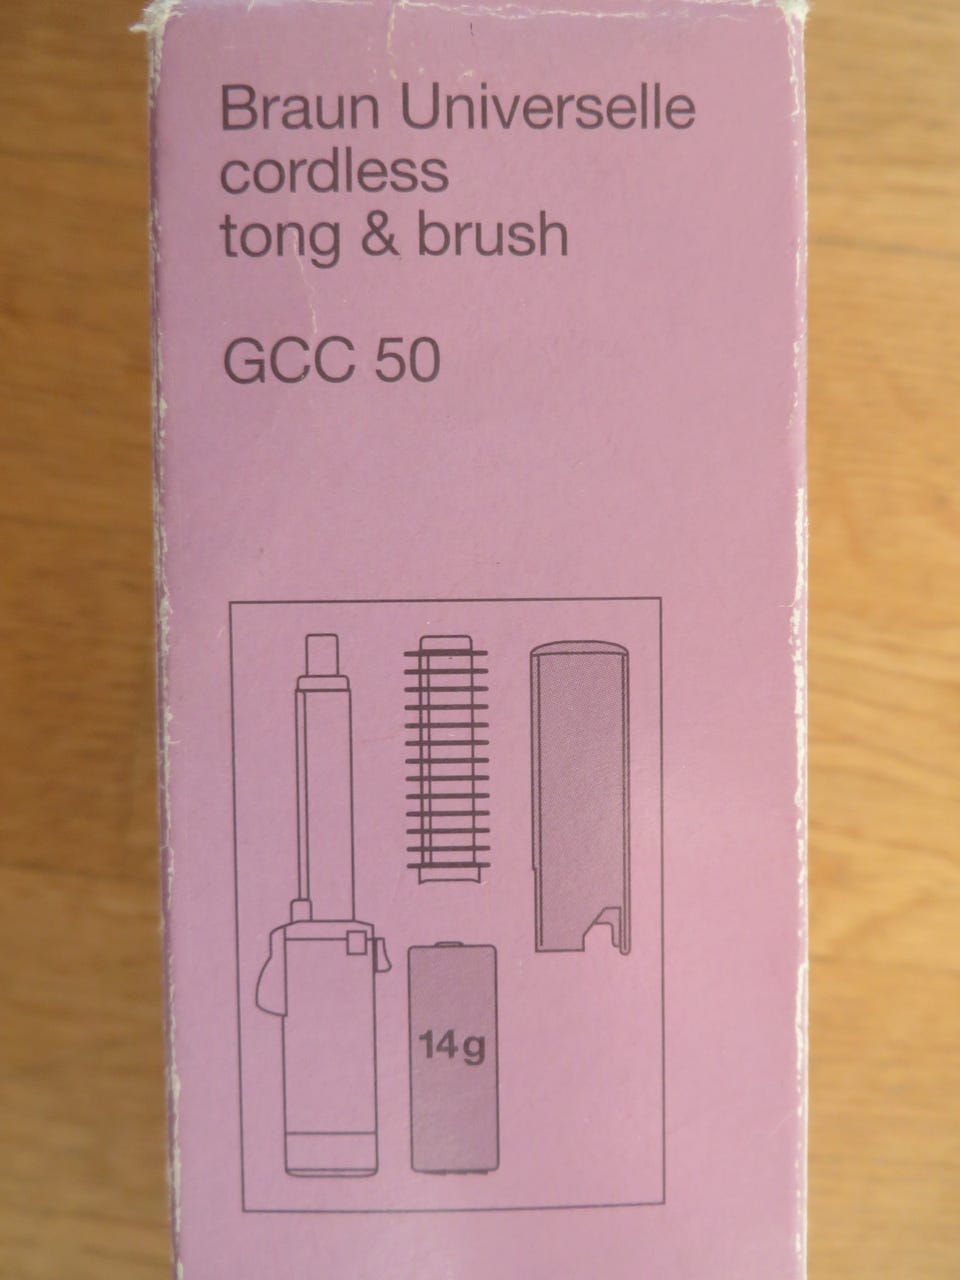 Braun Universelle
cordless
tong & brush
GCC 50
14g